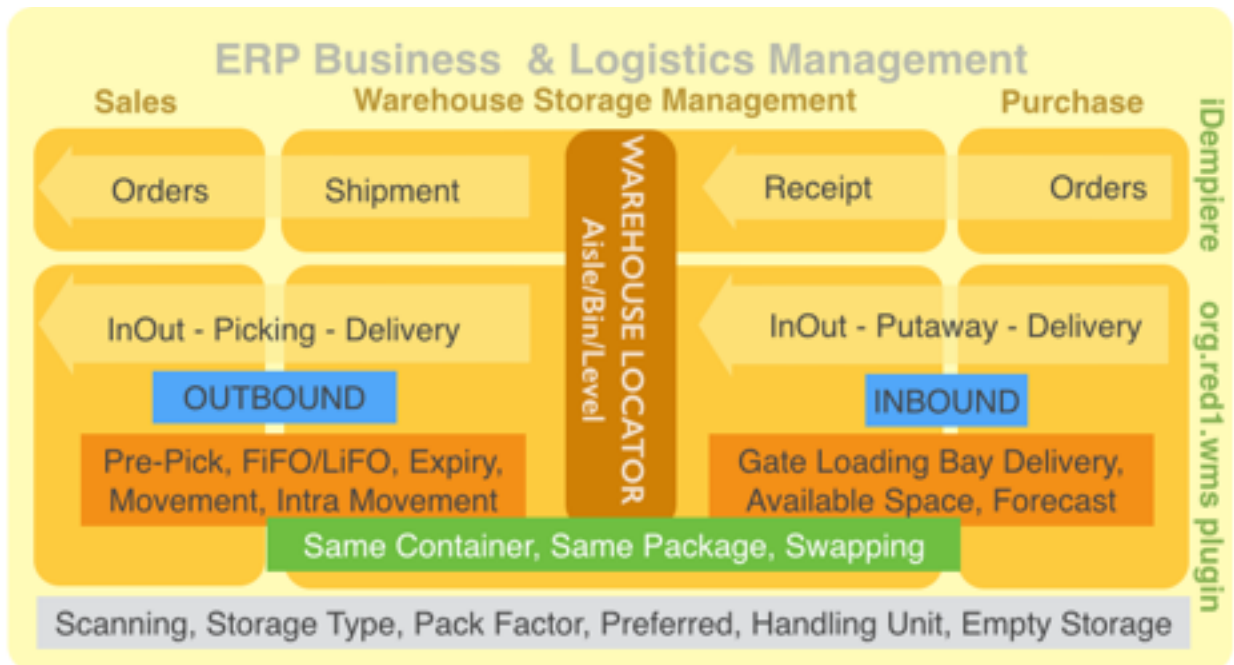 ERP Business & Logistics Management
Sales
Warehouse Storage Management
Purchase
Orders
Shipment
WAREHOUSE LOCATOR
Aisle/Bin/Level
Receipt
Orders
iDempiere
InOut - Picking - Delivery
InOut - Putaway - Delivery
OUTBOUND
INBOUND
Pre-Pick, FiFO/LiFO, Expiry,
Movement, Intra Movement
Gate Loading Bay Delivery,
Available Space, Forecast
org.red1.wms plugin
Same Container, Same Package, Swapping
Scanning, Storage Type, Pack Factor, Preferred, Handling Unit, Empty Storage